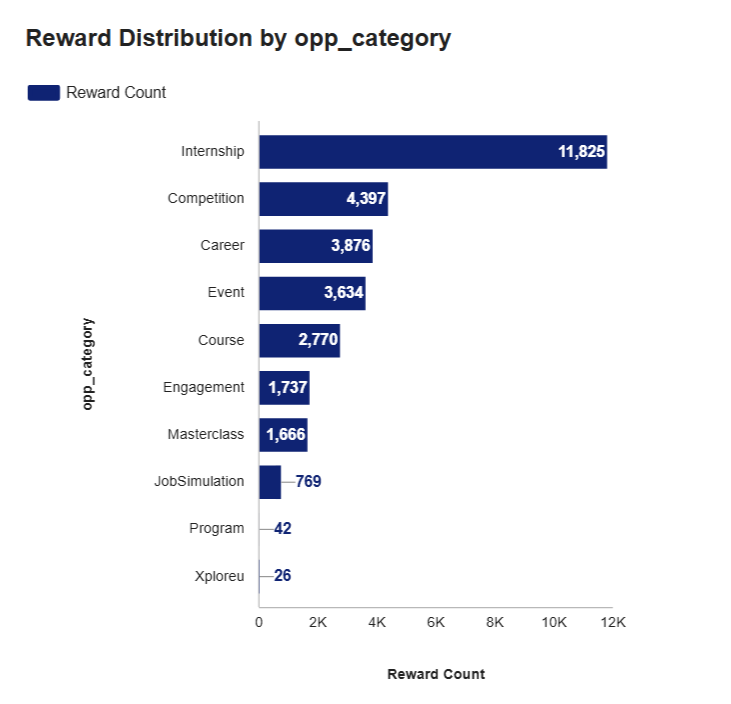 Reward Distribution by opp_category
Reward Count
Internship 11,825
Competition 4,397
Career 3,876
Event 3,634
Course 2,770
Engagement 1,737
Masterclass 1,666
JobSimulation 769
Program 42
Xploreu 26
opp_category
0 2K 4K 6K 8K 10K 12K
Reward Count